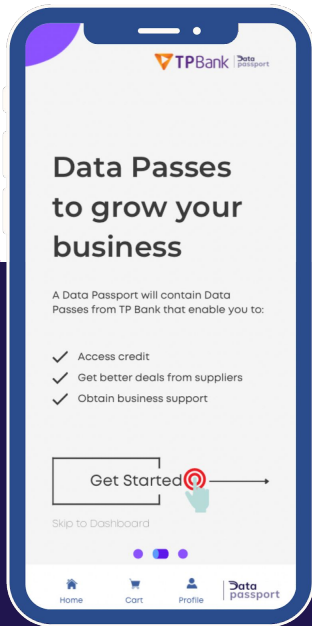 TPBank Data passport
Data Passes
to grow your
business
A Data Passport will contain Data
Passes from TP Bank that enable you to:
Access credit
Get better deals from suppliers
Obtain business support
Get Started
Skip to Dashboard
Home Cart Profile Data passport